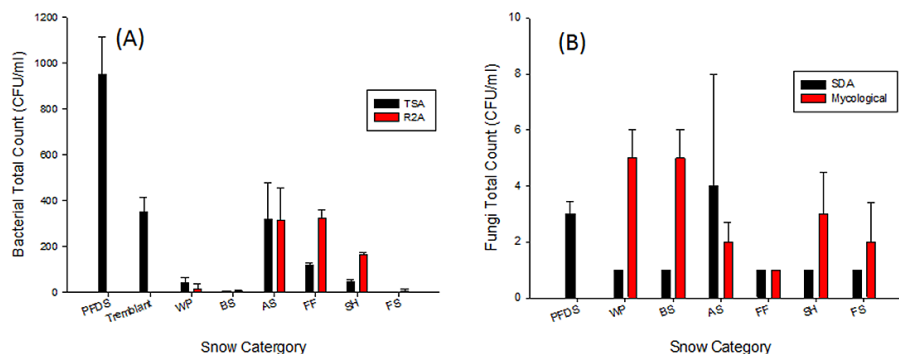 (A)
Bacterial Total Count (CFU/ml)
1200
1000
800
600
400
200
0
TSA
R2A
PFDS
Tremblant
WP
BS
AS
FF
SH
FS
Snow Catergory
(B)
Fungi Total Count (CFU/ml)
10
8
6
4
2
0
SDA
Mycological
PFDS
WP
BS
AS
FF
SH
FS
Snow Category